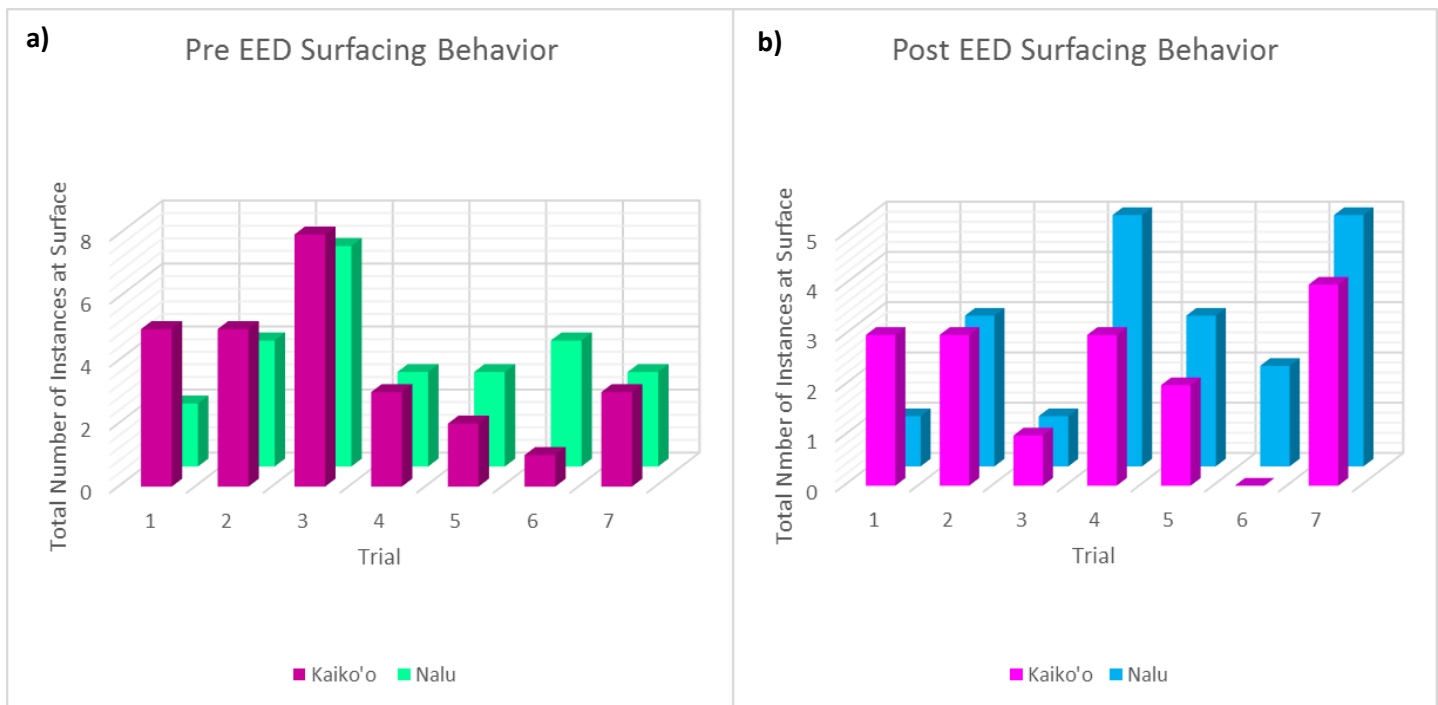 a)
Pre EED Surfacing Behavior
Total Number of Instances at Surface
8
6
4
2
0
1 2 3 4 5 6 7
Trial
Kaiko'o Nalu
b)
Post EED Surfacing Behavior
Total Nmber of Instances at Surface
5
4
3
2
1
0
1 2 3 4 5 6 7
Trial
Kaiko'o Nalu